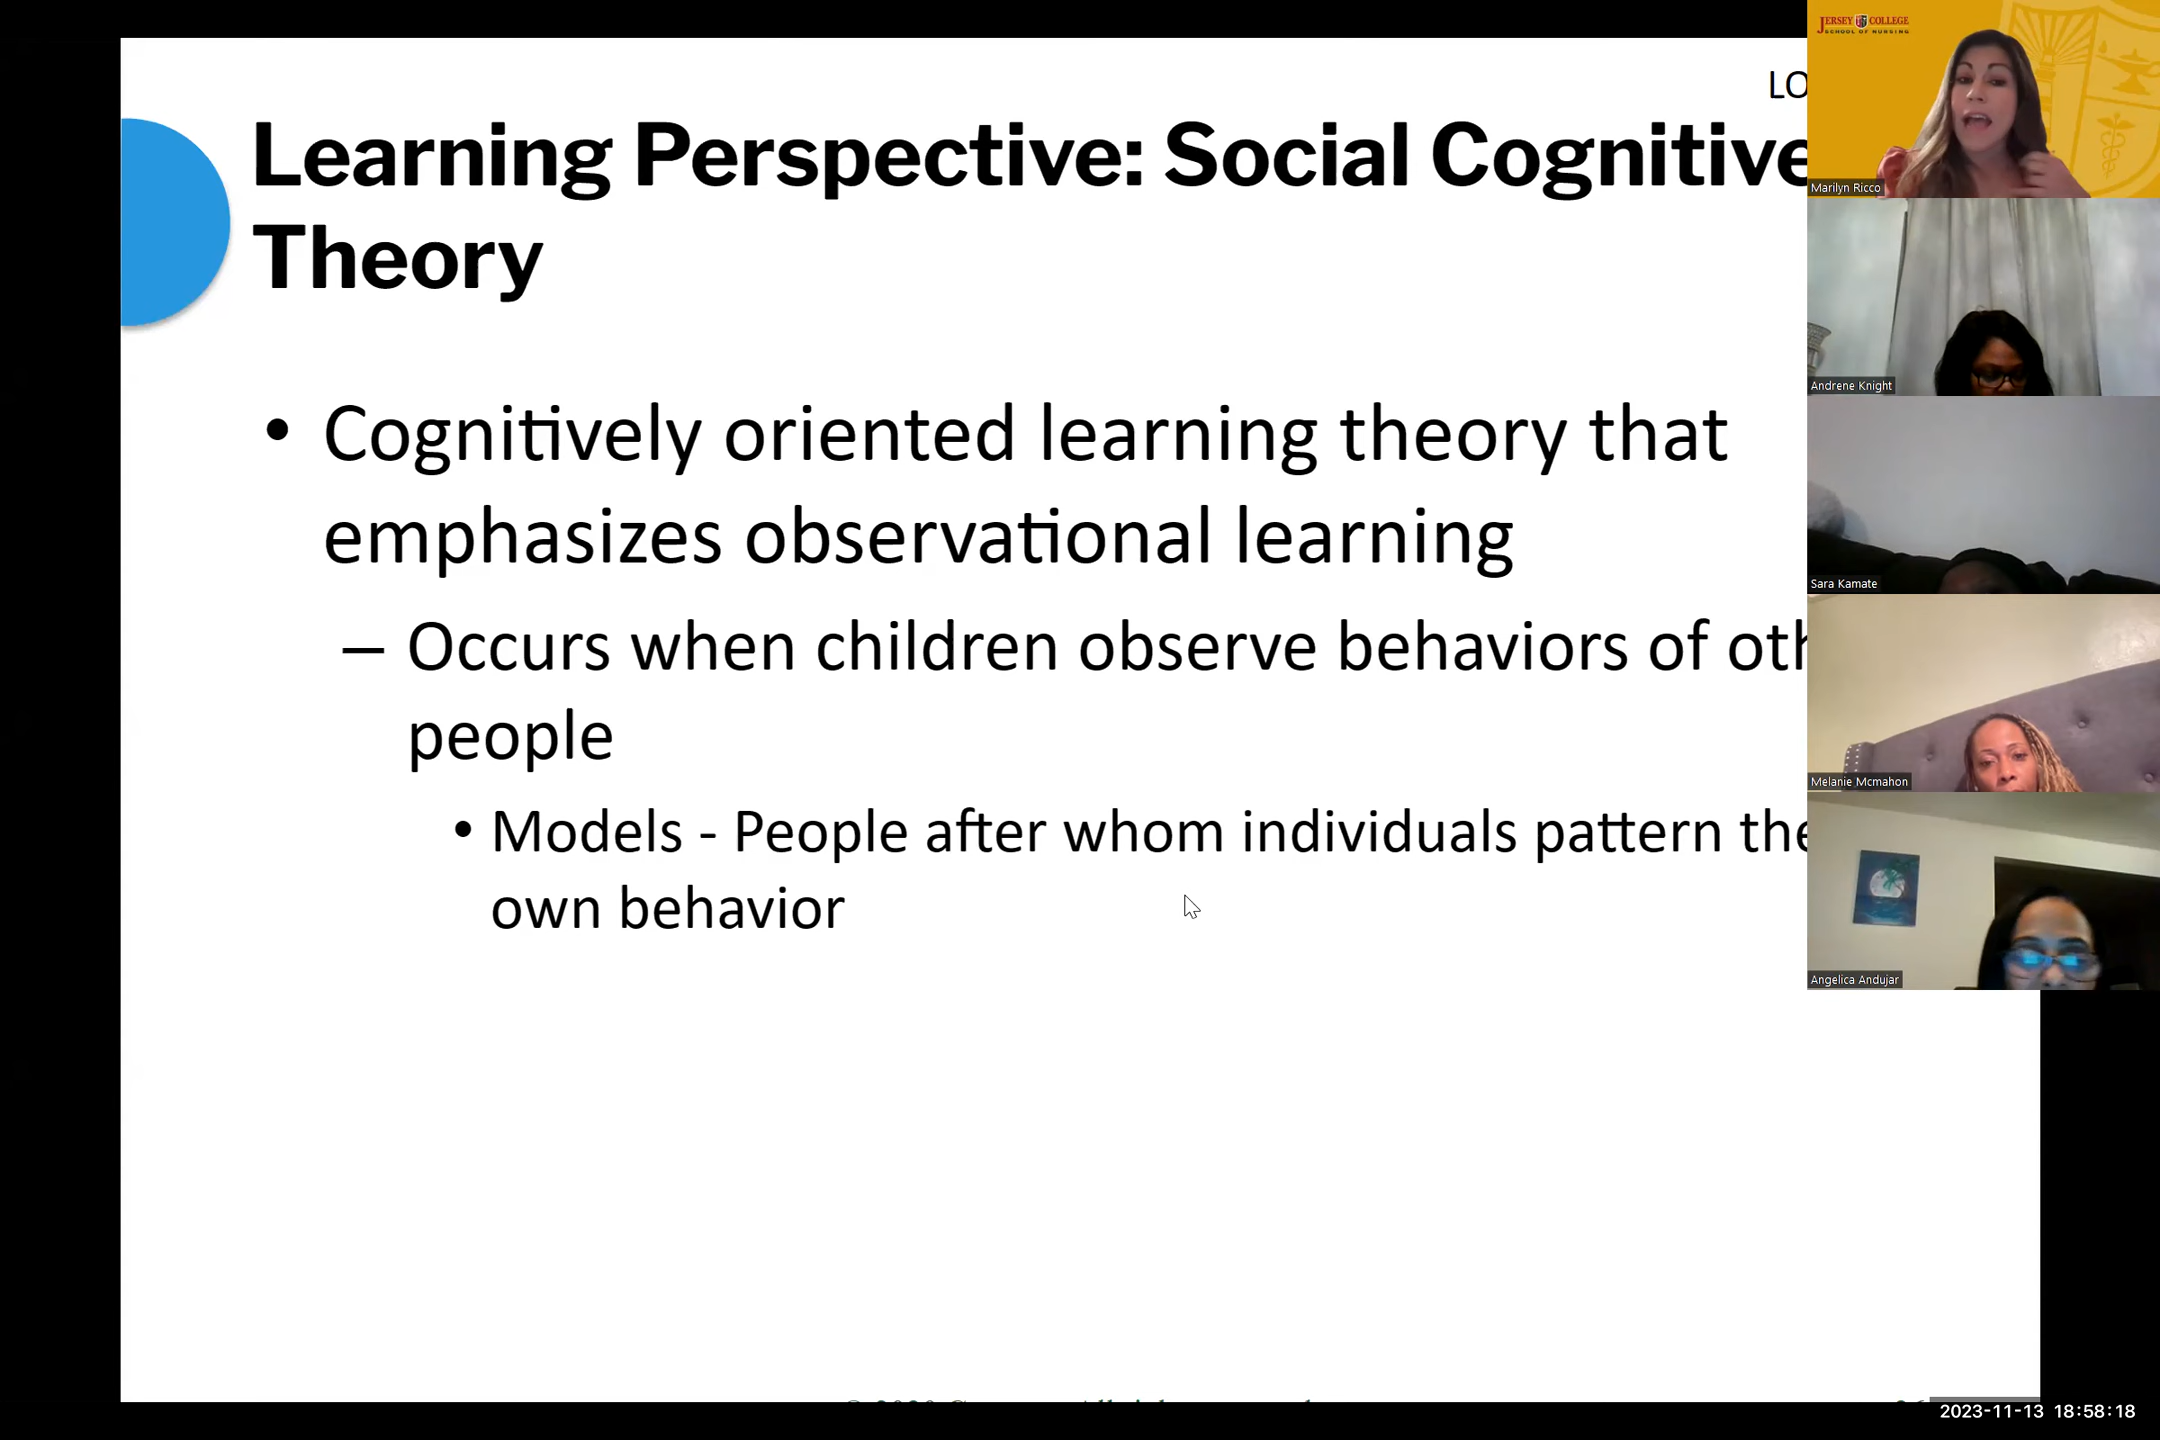 LO
Learning Perspective: Social Cognitive
Theory
• Cognitively oriented learning theory that
emphasizes observational learning
– Occurs when children observe behaviors of oth
people
• Models - People after whom individuals pattern the
own behavior
JERSEY COLLEGE
SCHOOL OF NURSING
Marilyn Ricco
Andrene Knight
Sara Kamate
Melanie Mcmahon
Angelica Andujar
2023-11-13 18:58:18